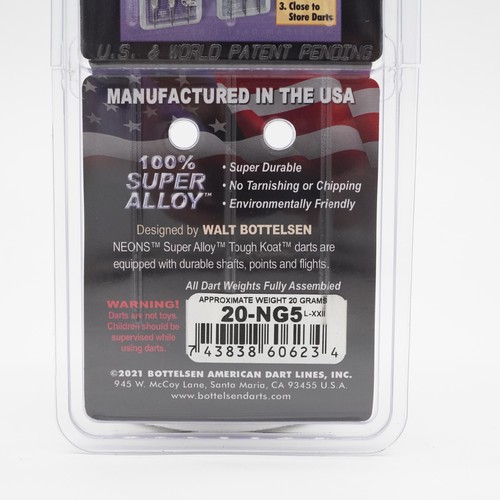 3. Close to
Store Darts
U.S. & WORLD PATENT PENDING
MANUFACTURED IN THE USA
100%
SUPER
ALLOY™
• Super Durable
• No Tarnishing or Chipping
• Environmentally Friendly
Designed by WALT BOTTELSEN
NEONS™ Super Alloy™ Tough Koat™ darts are
equipped with durable shafts, points and flights.
All Dart Weights Fully Assembled
WARNING!
Darts are not toys.
Children should be
supervised while
using darts.
APPROXIMATE WEIGHT 20 GRAMS
20-NG5 L-XXII
7 43838 60623 4
©2021 BOTTELSEN AMERICAN DART LINES, INC.
945 W. McCoy Lane, Santa Maria, CA 93455 U.S.A.
www.bottelsendarts.com